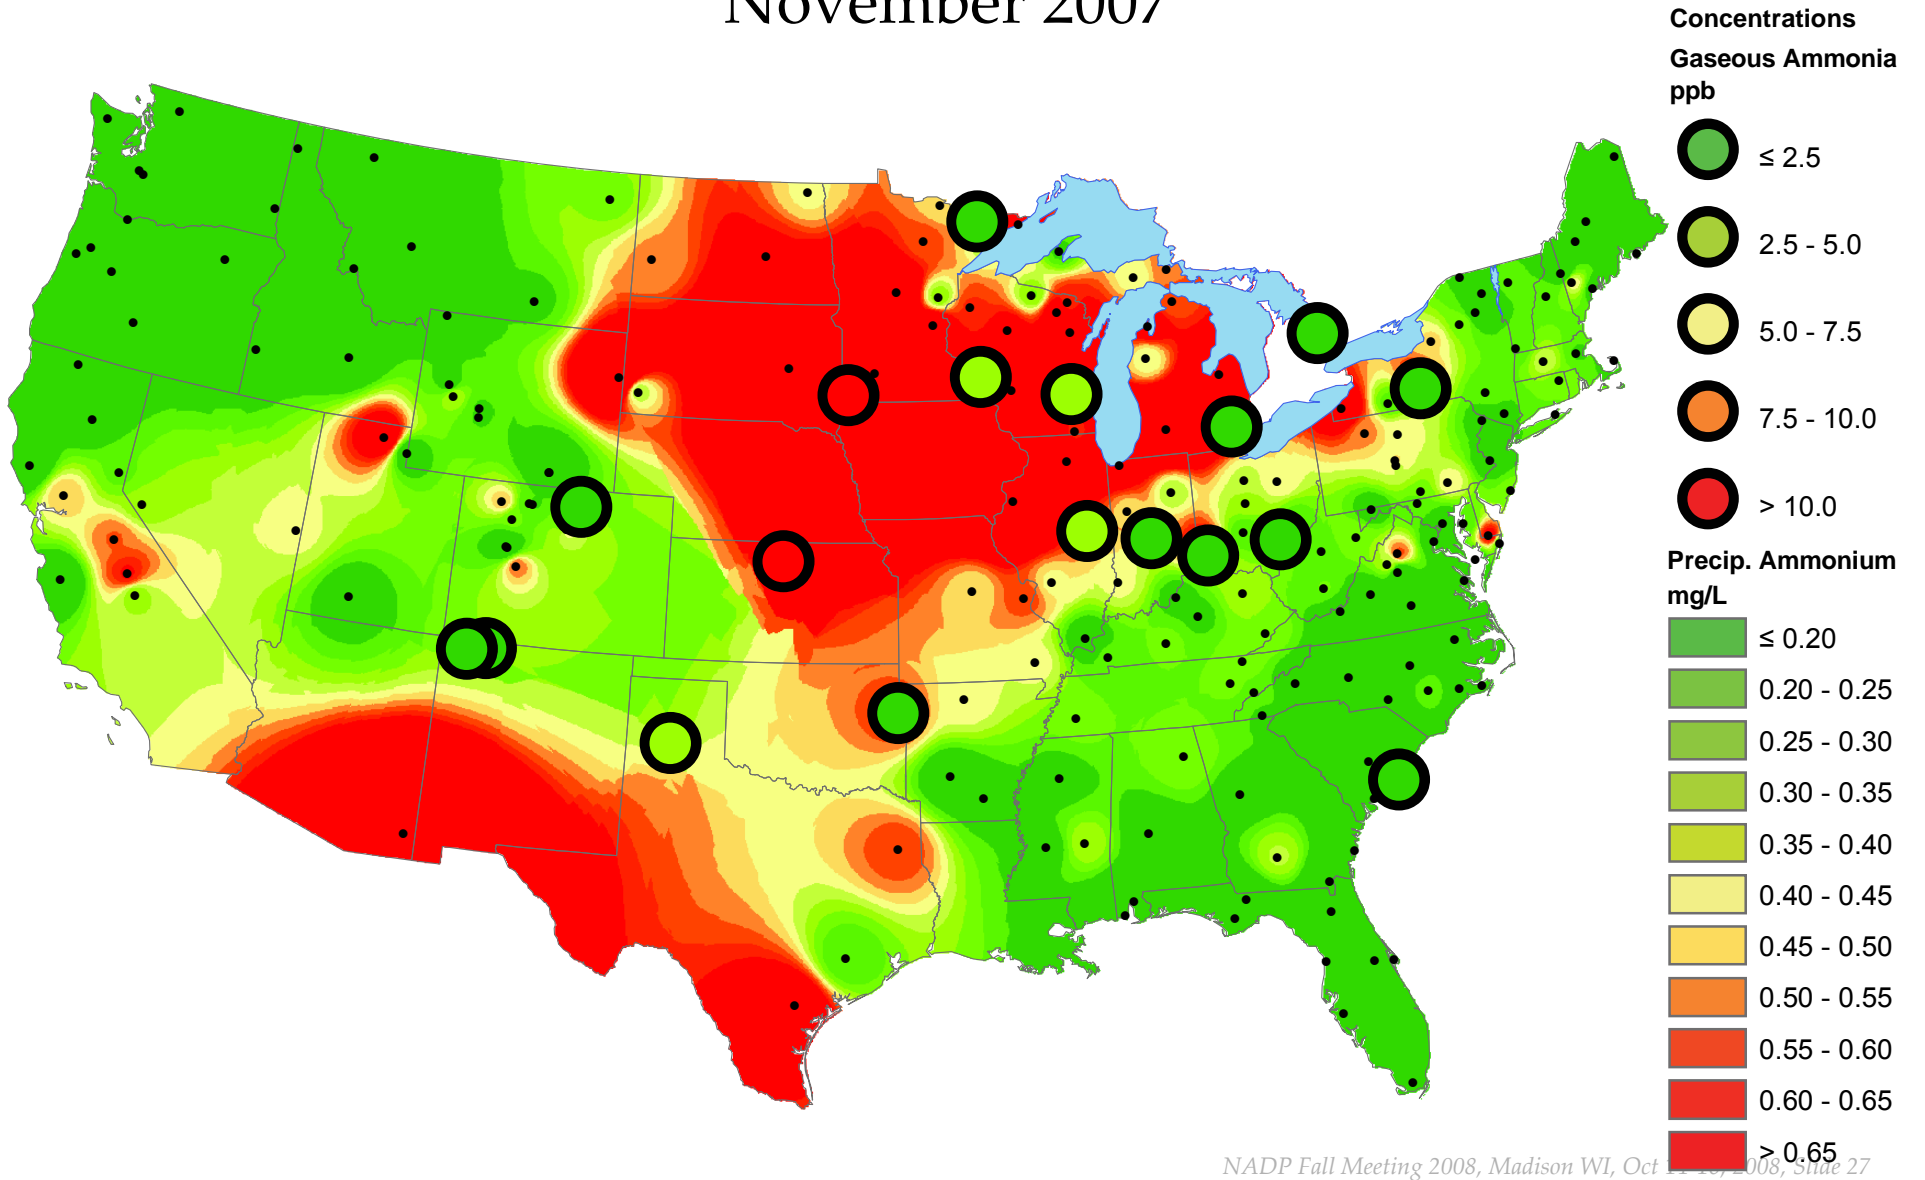 November 2007
Concentrations
Gaseous Ammonia
ppb
≤ 2.5
2.5 - 5.0
5.0 - 7.5
7.5 - 10.0
> 10.0
Precip. Ammonium
mg/L
≤ 0.20
0.20 - 0.25
0.25 - 0.30
0.30 - 0.35
0.35 - 0.40
0.40 - 0.45
0.45 - 0.50
0.50 - 0.55
0.55 - 0.60
0.60 - 0.65
> 0.65
NADP Fall Meeting 2008, Madison WI, Oct 2008, Slide 27